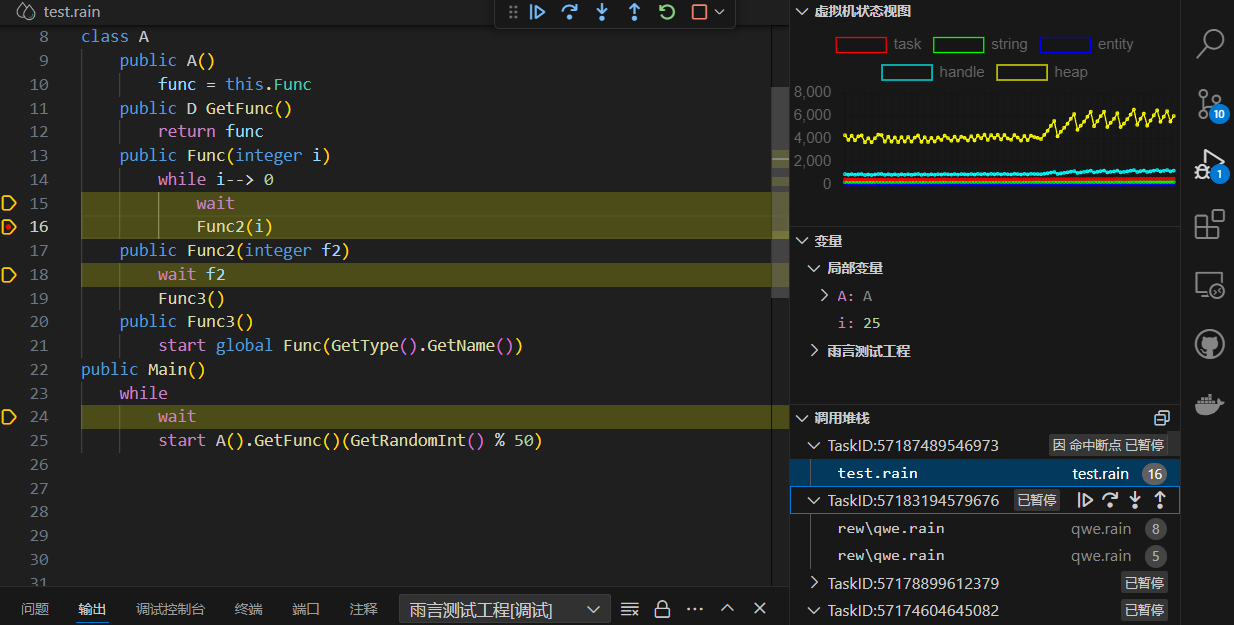 test.rain
8 class A
9 public A()
10 func = this.Func
11 public D GetFunc()
12 return func
13 public Func(integer i)
14 while i--> 0
15 wait
16 Func2(i)
17 public Func2(integer f2)
18 wait f2
19 Func3()
20 public Func3()
21 start global Func(GetType().GetName())
22 public Main()
23 while
24 wait
25 start A().GetFunc()(GetRandomInt() % 50)
26
27
28
29
30
31
问题 输出 调试控制台 终端 端口 注释 雨言测试工程[调试]
虚拟机状态视图
task string entity
handle heap
8,000
6,000
4,000
2,000
0
变量
局部变量
A: A
i: 25
雨言测试工程
调用堆栈
TaskID:57187489546973 因 命中断点 已暂停
test.rain test.rain 16
TaskID:57183194579676 已暂停
rew\qwe.rain qwe.rain 8
rew\qwe.rain qwe.rain 5
TaskID:57178899612379 已暂停
TaskID:57174604645082 已暂停
10
1